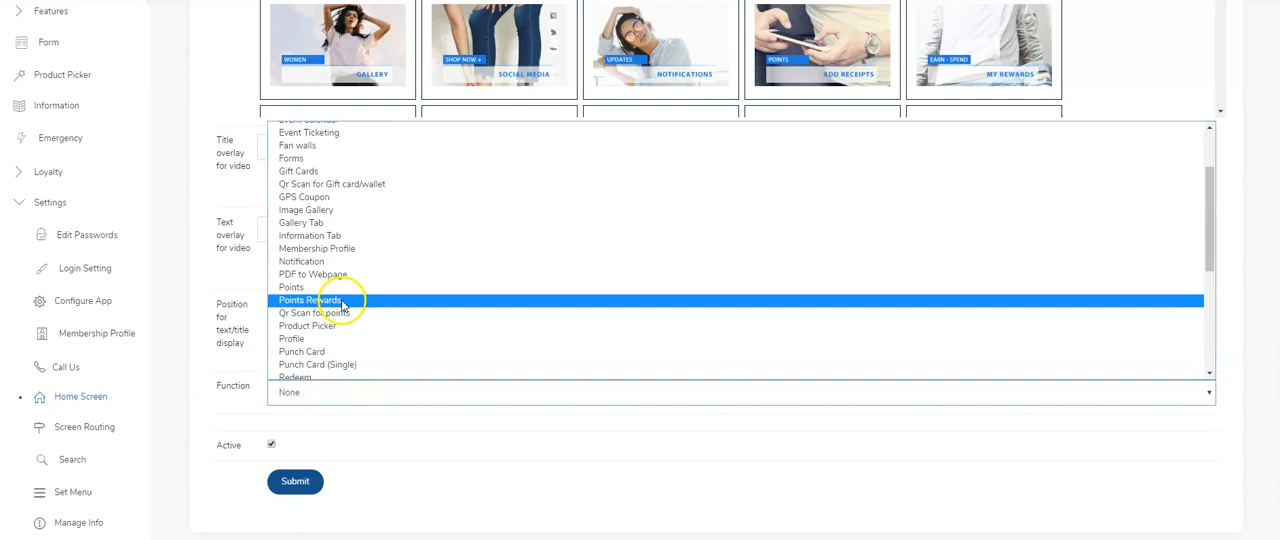 Features
Form
Product Picker
Information
Emergency
Loyalty
Settings
Edit Passwords
Login Setting
Configure App
Membership Profile
Call Us
Home Screen
Screen Routing
Search
Set Menu
Manage Info
WOMEN
GALLERY
SHOP NOW +
SOCIAL MEDIA
UPDATES
NOTIFICATIONS
POINTS
ADD RECEIPTS
EARN - SPEND
MY REWARDS
Title
overlay
for video
Text
overlay
for video
Position
for
text/title
display
Function
Event Calendar
Event Ticketing
Fan walls
Forms
Gift Cards
Qr Scan for Gift card/wallet
GPS Coupon
Image Gallery
Gallery Tab
Information Tab
Membership Profile
Notification
PDF to Webpage
Points
Points Rewards
Qr Scan for points
Product Picker
Profile
Punch Card
Punch Card (Single)
Redeem
None
Active
Submit